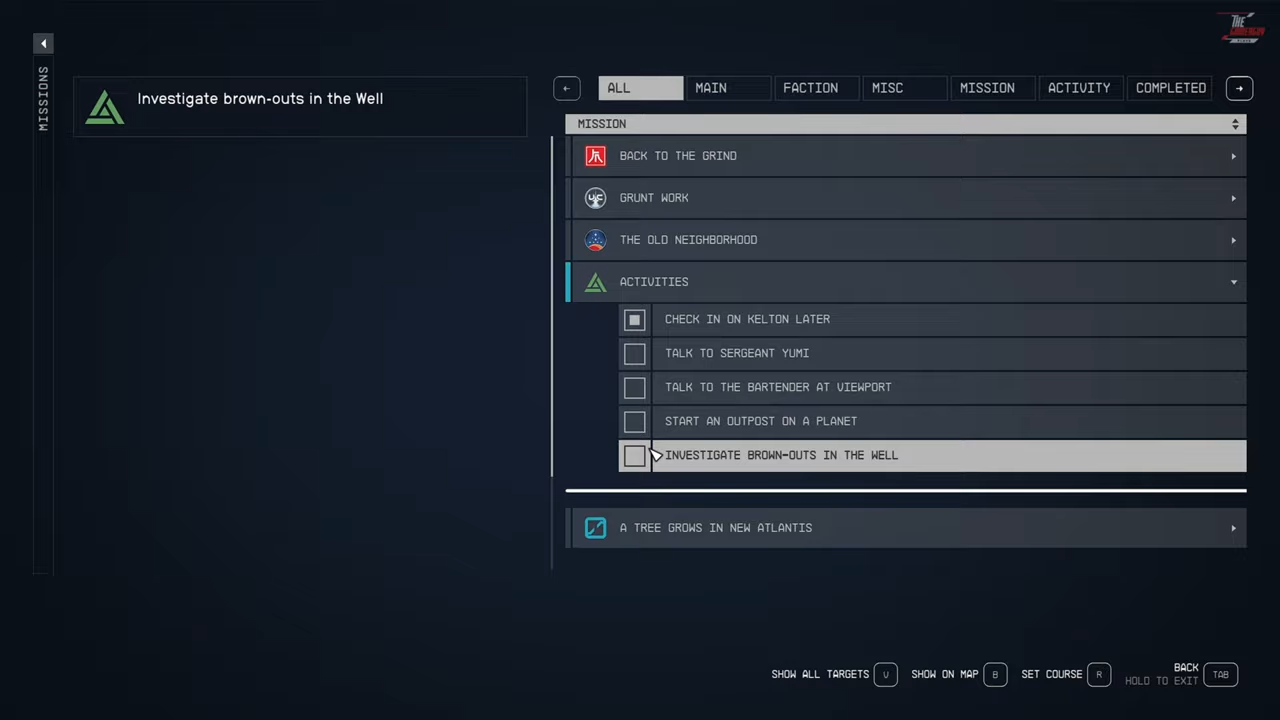 THE
MISSIONS
Investigate brown-outs in the Well
ALL MAIN FACTION MISC MISSION ACTIVITY COMPLETED
MISSION
BACK TO THE GRIND
UC GRUNT WORK
THE OLD NEIGHBORHOOD
ACTIVITIES
CHECK IN ON KELTON LATER
TALK TO SERGEANT YUMI
TALK TO THE BARTENDER AT VIEWPORT
START AN OUTPOST ON A PLANET
INVESTIGATE BROWN-OUTS IN THE WELL
A TREE GROWS IN NEW ATLANTIS
SHOW ALL TARGETS V SHOW ON MAP B SET COURSE R BACK TAB
HOLD TO EXIT